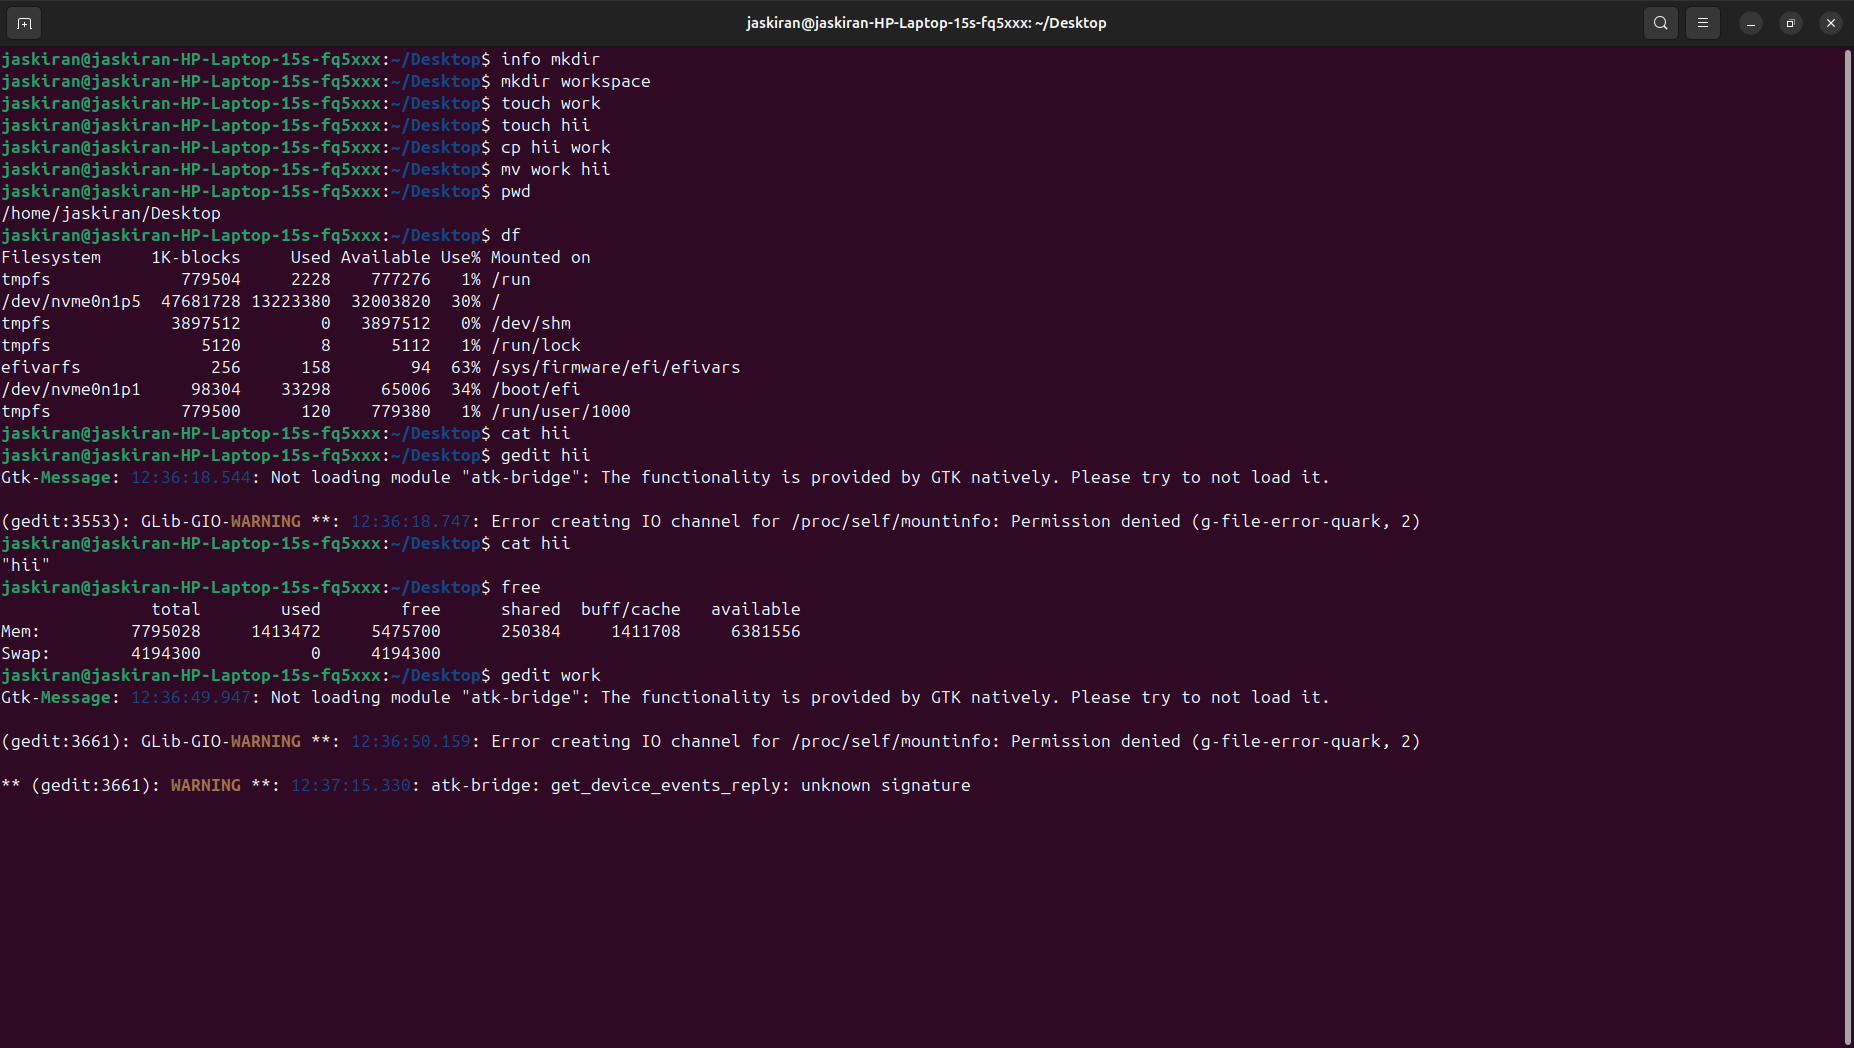 jaskiran@jaskiran-HP-Laptop-15s-fq5xxx: ~/Desktop
jaskiran@jaskiran-HP-Laptop-15s-fq5xxx:~/Desktop$ info mkdir
jaskiran@jaskiran-HP-Laptop-15s-fq5xxx:~/Desktop$ mkdir workspace
jaskiran@jaskiran-HP-Laptop-15s-fq5xxx:~/Desktop$ touch work
jaskiran@jaskiran-HP-Laptop-15s-fq5xxx:~/Desktop$ touch hii
jaskiran@jaskiran-HP-Laptop-15s-fq5xxx:~/Desktop$ cp hii work
jaskiran@jaskiran-HP-Laptop-15s-fq5xxx:~/Desktop$ mv work hii
jaskiran@jaskiran-HP-Laptop-15s-fq5xxx:~/Desktop$ pwd
/home/jaskiran/Desktop
jaskiran@jaskiran-HP-Laptop-15s-fq5xxx:~/Desktop$ df
Filesystem     1K-blocks     Used Available Use% Mounted on
tmpfs             779504     2228    777276   1% /run
/dev/nvme0n1p5  47681728 13223380  32003820  30% /
tmpfs            3897512        0   3897512   0% /dev/shm
tmpfs               5120        8      5112   1% /run/lock
efivarfs             256      158        94  63% /sys/firmware/efi/efivars
/dev/nvme0n1p1     98304    33298     65006  34% /boot/efi
tmpfs             779500      120    779380   1% /run/user/1000
jaskiran@jaskiran-HP-Laptop-15s-fq5xxx:~/Desktop$ cat hii
jaskiran@jaskiran-HP-Laptop-15s-fq5xxx:~/Desktop$ gedit hii
Gtk-Message: 12:36:18.544: Not loading module "atk-bridge": The functionality is provided by GTK natively. Please try to not load it.
(gedit:3553): GLib-GIO-WARNING **: 12:36:18.747: Error creating IO channel for /proc/self/mountinfo: Permission denied (g-file-error-quark, 2)
jaskiran@jaskiran-HP-Laptop-15s-fq5xxx:~/Desktop$ cat hii
"hii"
jaskiran@jaskiran-HP-Laptop-15s-fq5xxx:~/Desktop$ free
               total        used        free      shared  buff/cache   available
Mem:         7795028     1413472     5475700      250384     1411708     6381556
Swap:        4194300           0     4194300
jaskiran@jaskiran-HP-Laptop-15s-fq5xxx:~/Desktop$ gedit work
Gtk-Message: 12:36:49.947: Not loading module "atk-bridge": The functionality is provided by GTK natively. Please try to not load it.
(gedit:3661): GLib-GIO-WARNING **: 12:36:50.159: Error creating IO channel for /proc/self/mountinfo: Permission denied (g-file-error-quark, 2)
** (gedit:3661): WARNING **: 12:37:15.330: atk-bridge: get_device_events_reply: unknown signature